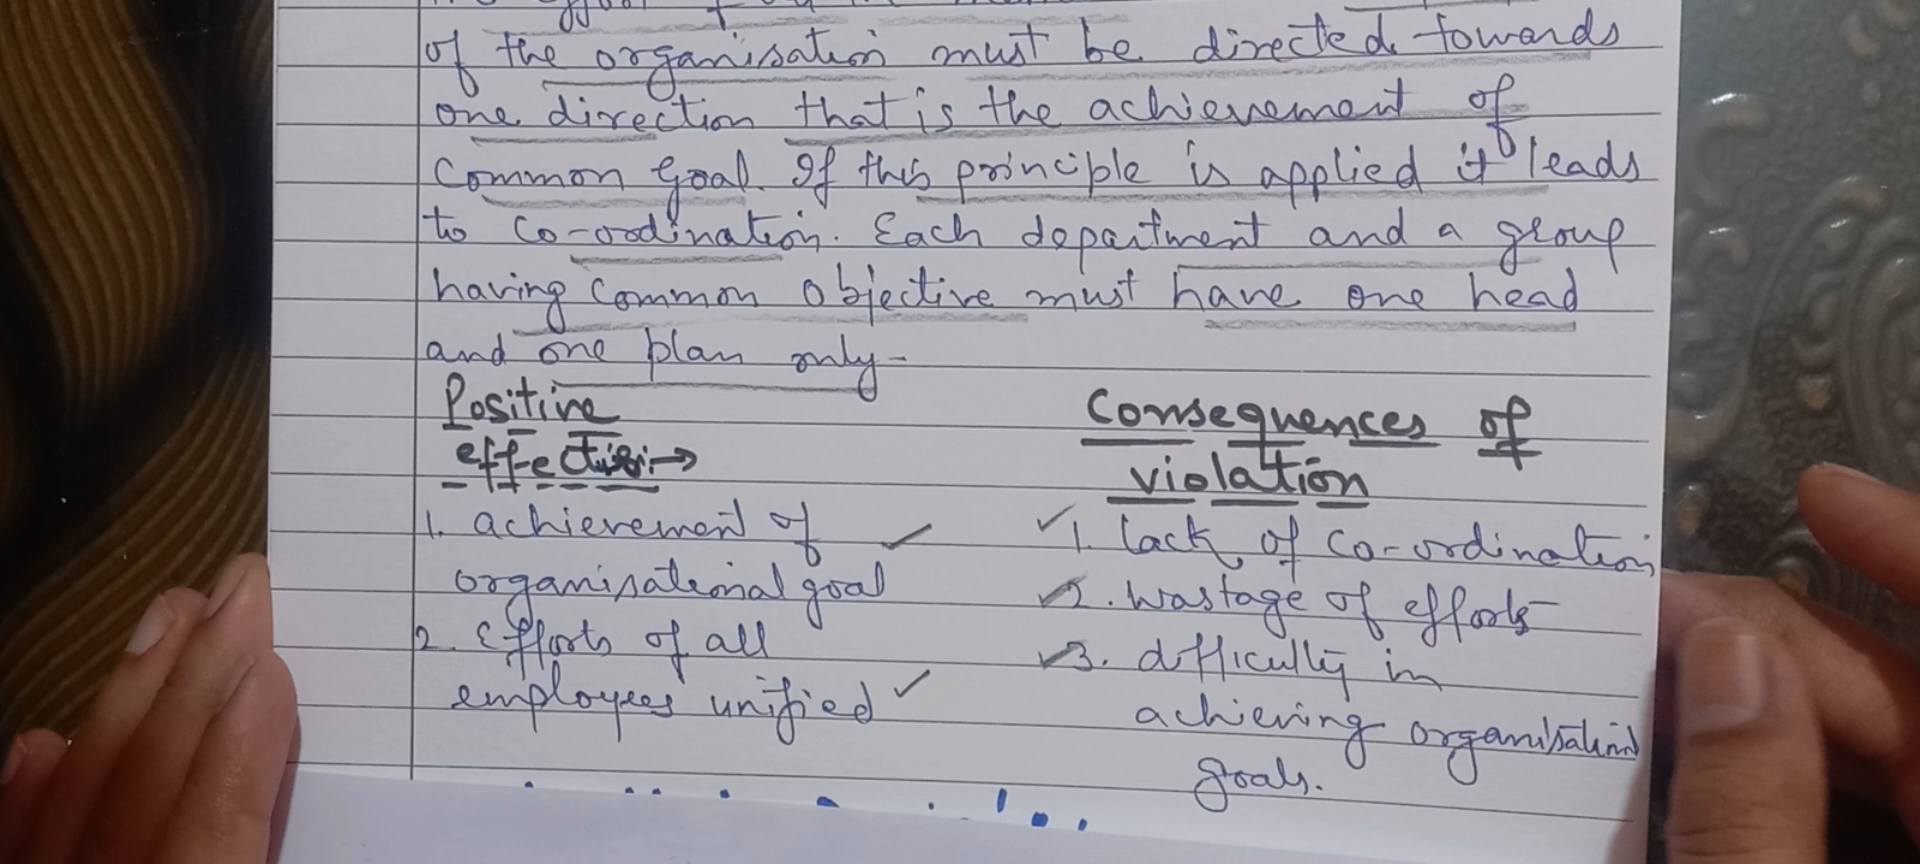 of the organisation must be directed towards
one direction that is the achievement of
Common Goal. If this principle is applied it leads
to Co-ordination. Each department and a group
having Common Objective must have one head
and one plan only-
Positive
effect
1. achievement of
organisational goal
2. Efforts of all
employees unified
Consequences of
violation
1. lack of Co-ordination
2. Wastage of efforts
3. difficulty in
achieving organisational
goals.